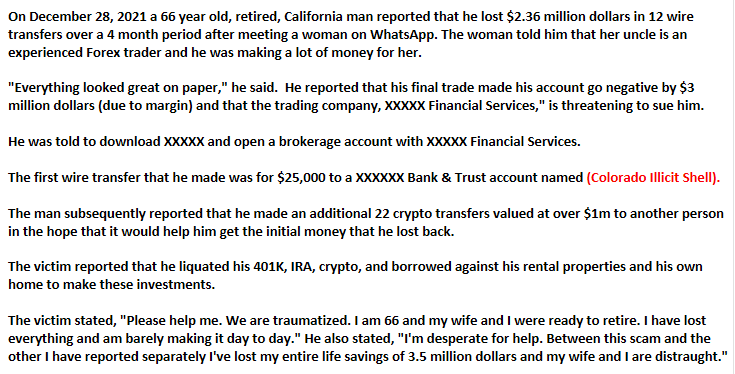 On December 28, 2021 a 66 year old, retired, California man reported that he lost $2.36 million dollars in 12 wire
transfers over a 4 month period after meeting a woman on WhatsApp. The woman told him that her uncle is an
experienced Forex trader and he was making a lot of money for her.
"Everything looked great on paper," he said.  He reported that his final trade made his account go negative by $3
million dollars (due to margin) and that the trading company, XXXXX Financial Services," is threatening to sue him.
He was told to download XXXXX and open a brokerage account with XXXXX Financial Services.
The first wire transfer that he made was for $25,000 to a XXXXXX Bank & Trust account named (Colorado Illicit Shell).
The man subsequently reported that he made an additional 22 crypto transfers valued at over $1m to another person
in the hope that it would help him get the initial money that he lost back.
The victim reported that he liquated his 401K, IRA, crypto, and borrowed against his rental properties and his own
home to make these investments.
The victim stated, "Please help me. We are traumatized. I am 66 and my wife and I were ready to retire. I have lost
everything and am barely making it day to day." He also stated, "I'm desperate for help. Between this scam and the
other I have reported separately I've lost my entire life savings of 3.5 million dollars and my wife and I are distraught."